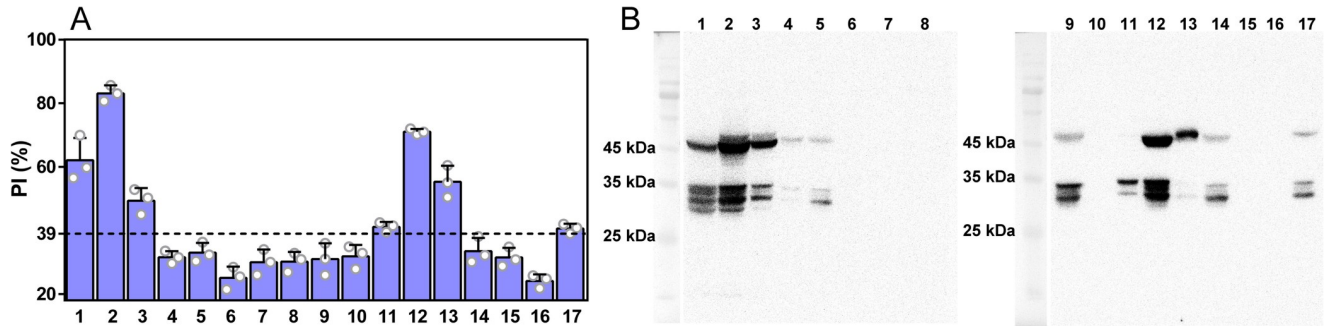 A
PI (%)
100
80
60
39
20
1 2 3 4 5 6 7 8 9 10 11 12 13 14 15 16 17
B
1 2 3 4 5 6 7 8
45 kDa
35 kDa
25 kDa
9 10 11 12 13 14 15 16 17
45 kDa
35 kDa
25 kDa